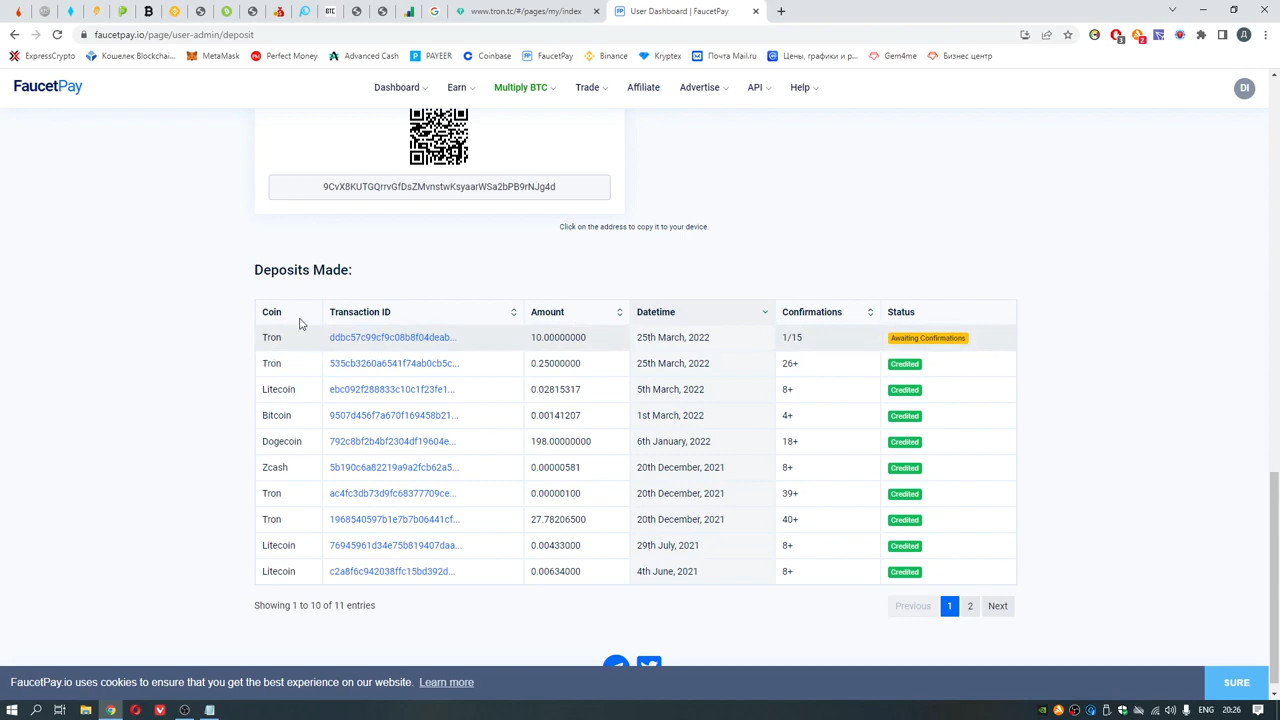 www.tron.tc/#/pages/my/index
User Dashboard | FaucetPay
faucetpay.io/page/user-admin/deposit
ExpressCrypto
Кошелек Blockchai...
MetaMask
Perfect Money
Advanced Cash
PAYEER
Coinbase
FaucetPay
Binance
Kryptex
Почта Mail.ru
Цены, графики и р...
Gem4me
Бизнес центр
FaucetPay
Dashboard
Earn
Multiply BTC
Trade
Affiliate
Advertise
API
Help
DI
9CvX8KUTGQrrvGfDsZMvnstwKsyaarWSa2bPB9rNJg4d
Click on the address to copy it to your device.
Deposits Made:
Coin Transaction ID Amount Datetime Confirmations Status
Tron ddbc57c99cf9c08b8f04deab... 10.00000000 25th March, 2022 1/15 Awaiting Confirmations
Tron 535cb3260a6541f74ab0cb5c... 0.25000000 25th March, 2022 26+ Credited
Litecoin ebc092f288833c10c1f23fe1... 0.02815317 5th March, 2022 8+ Credited
Bitcoin 9507d456f7a670f169458b21... 0.00141207 1st March, 2022 4+ Credited
Dogecoin 792c8bf2b4bf2304df19604e... 198.00000000 6th January, 2022 18+ Credited
Zcash 5b190c6a82219a9a2fcb62a5... 0.00000581 20th December, 2021 8+ Credited
Tron ac4fc3db73d9fc68377709ce... 0.00000100 20th December, 2021 39+ Credited
Tron 1968540597b1e7b7b06441cf... 27.78206500 20th December, 2021 40+ Credited
Litecoin 76945961d34e75b819407daa... 0.00433000 29th July, 2021 8+ Credited
Litecoin c2a8f6c942038ffc15bd392d... 0.00634000 4th June, 2021 8+ Credited
Showing 1 to 10 of 11 entries
Previous 1 2 Next
FaucetPay.io uses cookies to ensure that you get the best experience on our website. Learn more
SURE
ENG 20:26